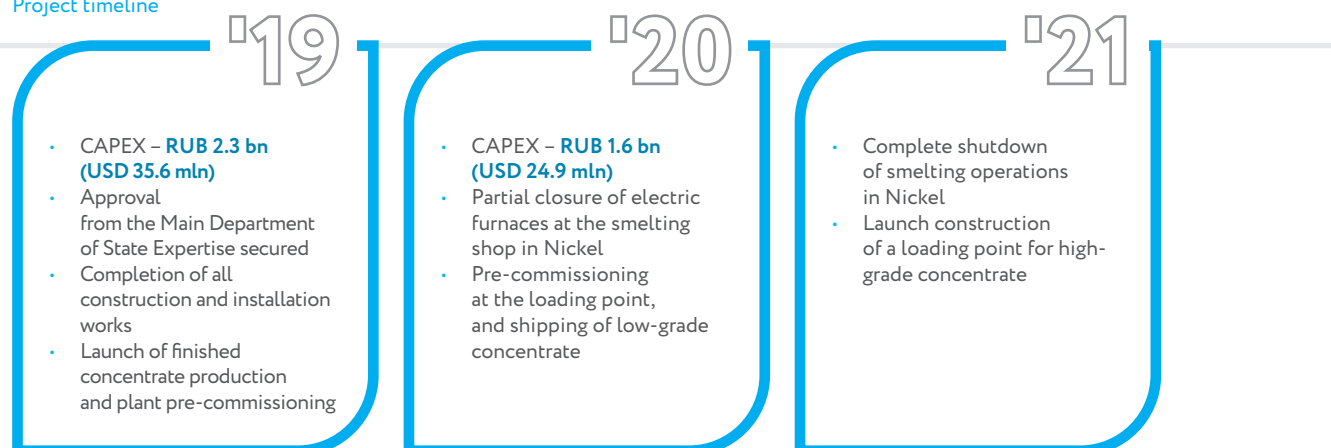 Project timeline
'19
• CAPEX – RUB 2.3 bn
(USD 35.6 mln)
• Approval
from the Main Department
of State Expertise secured
• Completion of all
construction and installation
works
• Launch of finished
concentrate production
and plant pre-commissioning
'20
• CAPEX – RUB 1.6 bn
(USD 24.9 mln)
• Partial closure of electric
furnaces at the smelting
shop in Nickel
• Pre-commissioning
at the loading point,
and shipping of low-grade
concentrate
'21
• Complete shutdown
of smelting operations
in Nickel
• Launch construction
of a loading point for high-
grade concentrate